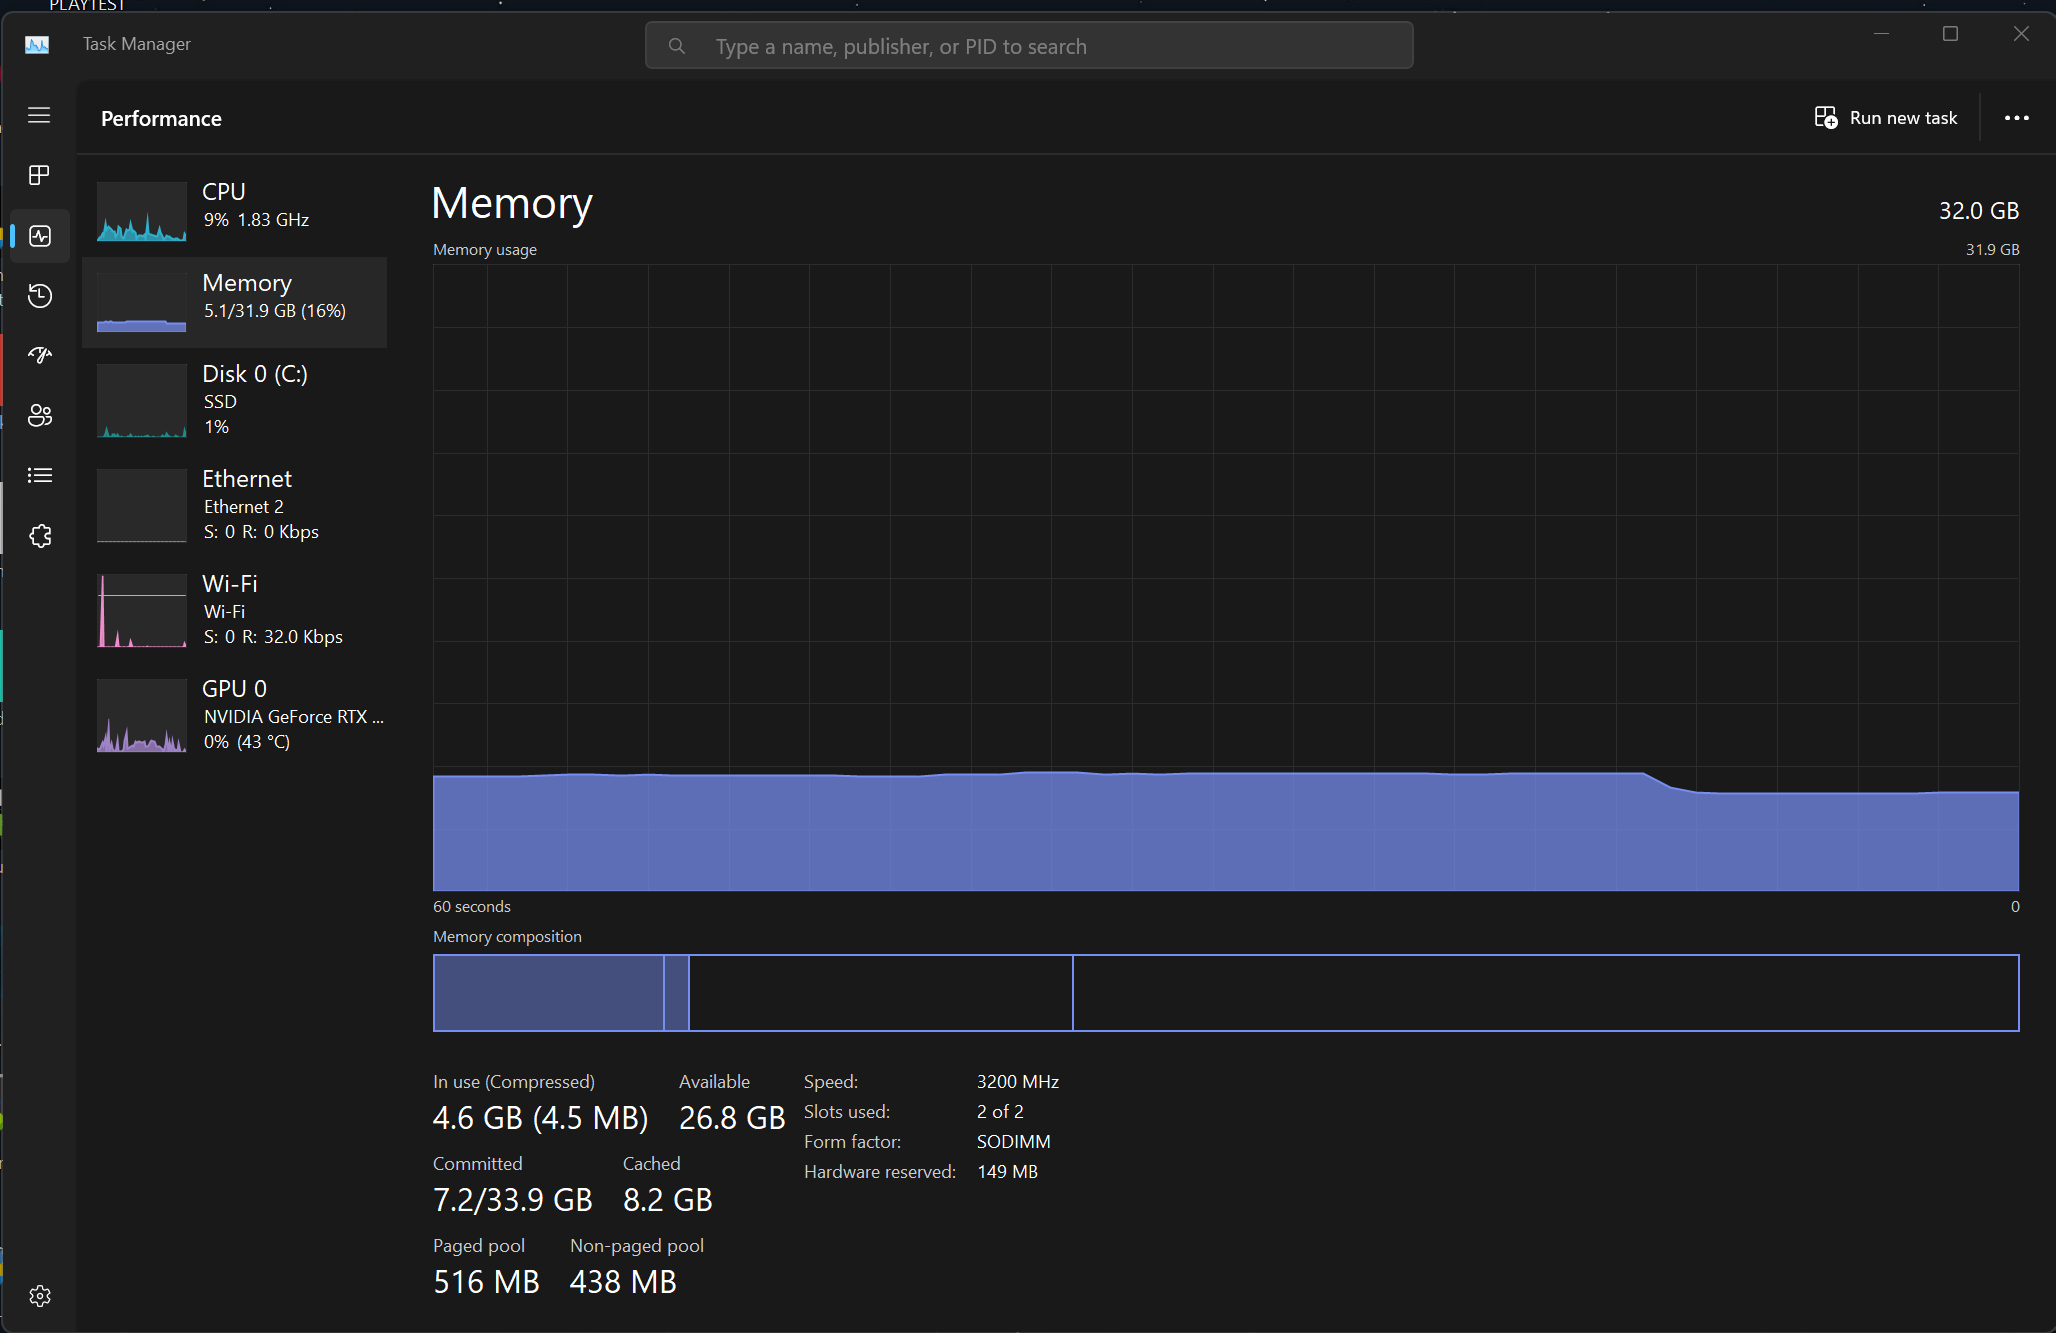 PLAYTEST
Task Manager
Type a name, publisher, or PID to search
Performance
Run new task
CPU
9% 1.83 GHz
Memory
5.1/31.9 GB (16%)
Disk 0 (C:)
SSD
1%
Ethernet
Ethernet 2
S: 0 R: 0 Kbps
Wi-Fi
Wi-Fi
S: 0 R: 32.0 Kbps
GPU 0
NVIDIA GeForce RTX ...
0% (43 °C)
Memory
32.0 GB
Memory usage
31.9 GB
60 seconds
0
Memory composition
In use (Compressed)
4.6 GB (4.5 MB)
Available
26.8 GB
Committed
7.2/33.9 GB
Cached
8.2 GB
Paged pool
516 MB
Non-paged pool
438 MB
Speed: 3200 MHz
Slots used: 2 of 2
Form factor: SODIMM
Hardware reserved: 149 MB